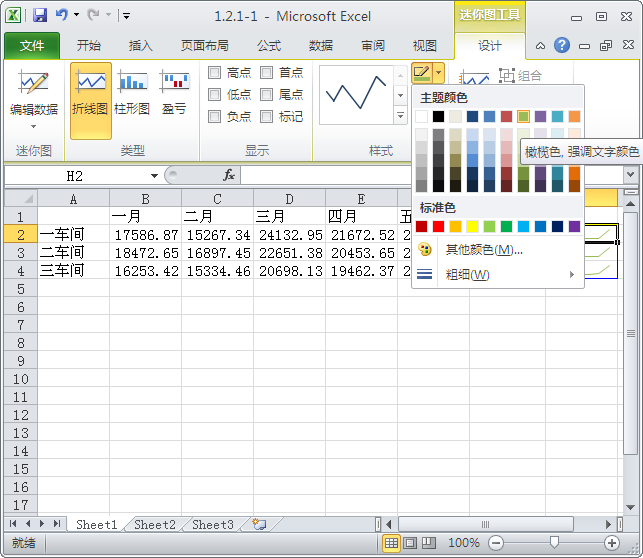 1.2.1-1 - Microsoft Excel
迷你图工具
文件 开始 插入 页面布局 公式 数据 审阅 视图 设计
编辑数据
折线图 柱形图 盈亏
高点 首点
低点 尾点
负点 标记
组合
迷你图 类型 显示 样式
主题颜色
橄榄色, 强调文字颜色
标准色
其他颜色(M)...
粗细(W)
H2 fx
A B C D E
1 一月 二月 三月 四月 五
2 一车间 17586.87 15267.34 24132.95 21672.52 2
3 二车间 18472.65 16897.45 22651.38 20453.65 2
4 三车间 16253.42 15334.46 20698.13 19462.37 2
5
6
7
8
9
10
11
12
13
14
15
16
17
Sheet1 Sheet2 Sheet3
就绪 100%